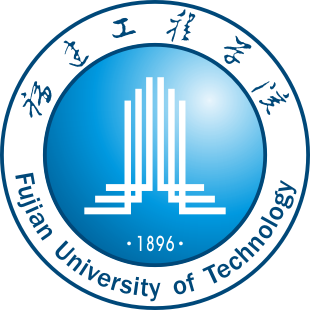 福建工程学院
·1896·
Fujian University of Technology